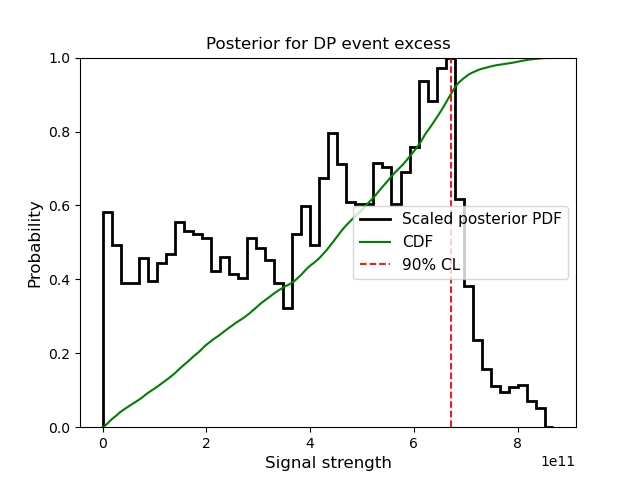 Posterior for DP event excess
1.0
0.8
0.6
0.4
0.2
0.0
Probability
Scaled posterior PDF
CDF
90% CL
0 2 4 6 8
1e11
Signal strength